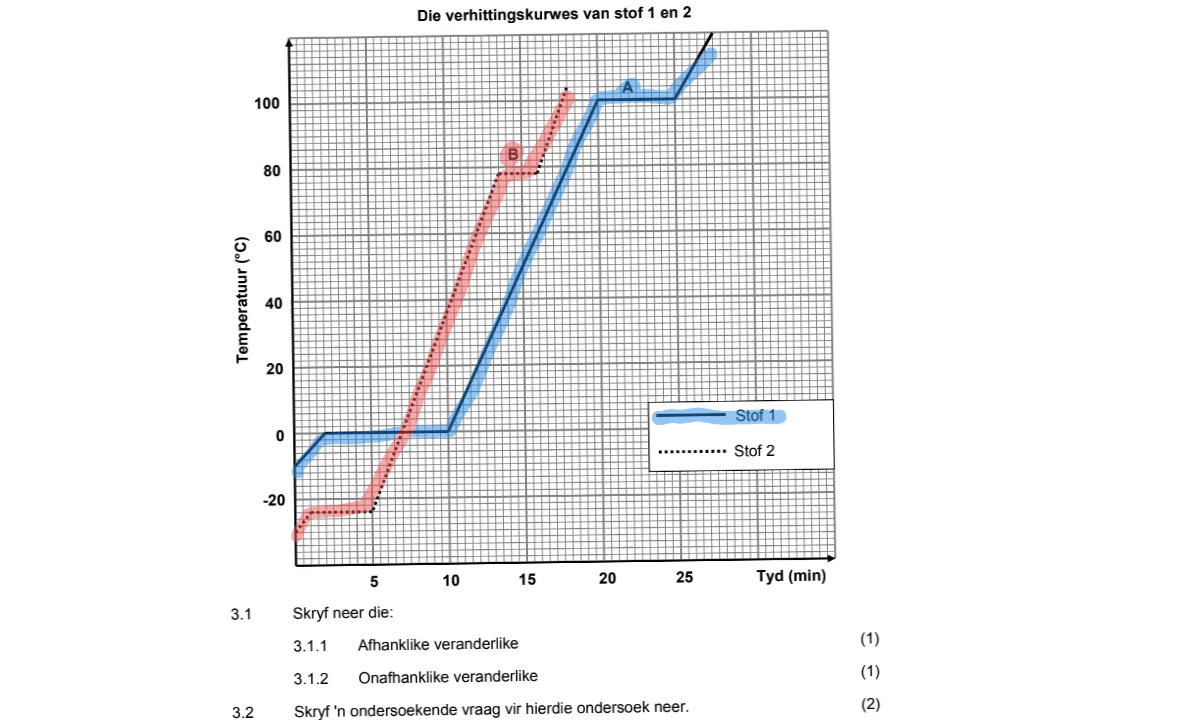 Die verhittingskurwes van stof 1 en 2
Temperatuur (°C)
100
80
60
40
20
0
-20
A
B
Stof 1
Stof 2
5 10 15 20 25 Tyd (min)
3.1 Skryf neer die:
3.1.1 Afhanklike veranderlike (1)
3.1.2 Onafhanklike veranderlike (1)
3.2 Skryf 'n ondersoekende vraag vir hierdie ondersoek neer. (2)